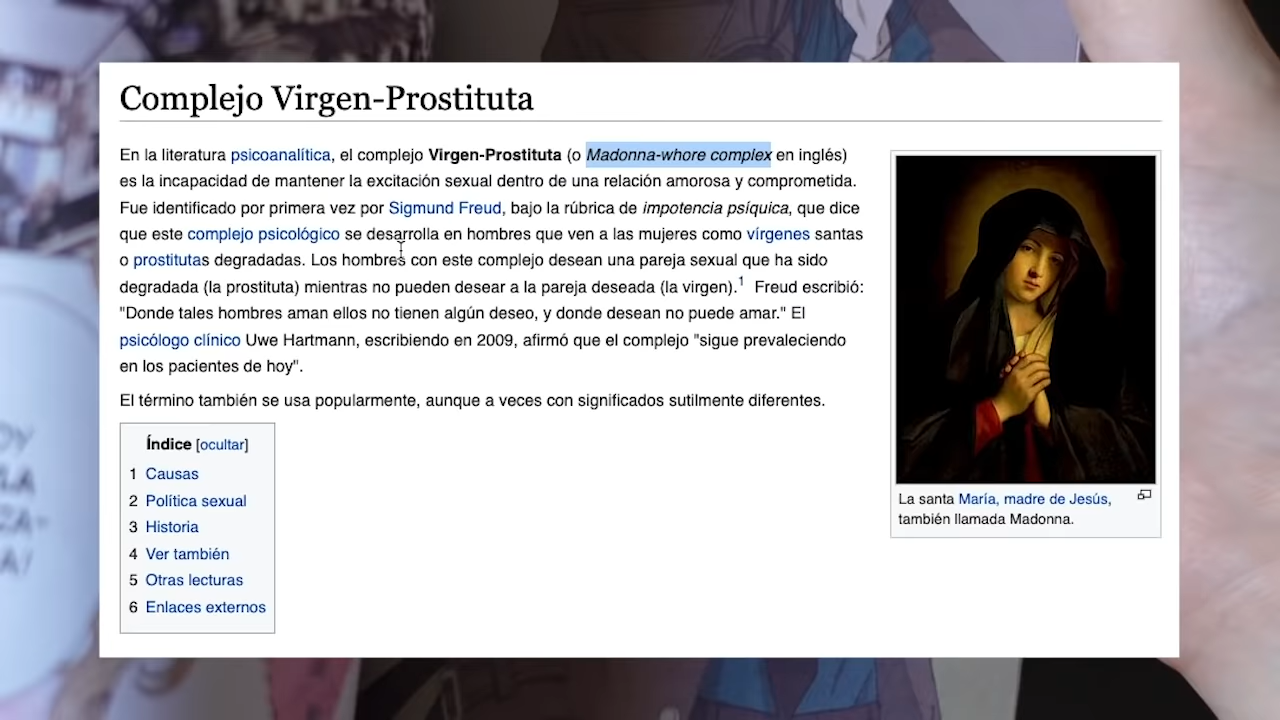 Complejo Virgen-Prostituta
En la literatura psicoanalítica, el complejo Virgen-Prostituta (o Madonna-whore complex en inglés)
es la incapacidad de mantener la excitación sexual dentro de una relación amorosa y comprometida.
Fue identificado por primera vez por Sigmund Freud, bajo la rúbrica de impotencia psíquica, que dice
que este complejo psicológico se desarrolla en hombres que ven a las mujeres como vírgenes santas
o prostitutas degradadas. Los hombres con este complejo desean una pareja sexual que ha sido
degradada (la prostituta) mientras no pueden desear a la pareja deseada (la virgen).1 Freud escribió:
"Donde tales hombres aman ellos no tienen algún deseo, y donde desean no puede amar." El
psicólogo clínico Uwe Hartmann, escribiendo en 2009, afirmó que el complejo "sigue prevaleciendo
en los pacientes de hoy".
El término también se usa popularmente, aunque a veces con significados sutilmente diferentes.
Índice [ocultar]
1 Causas
2 Política sexual
3 Historia
4 Ver también
5 Otras lecturas
6 Enlaces externos
La santa María, madre de Jesús,
también llamada Madonna.